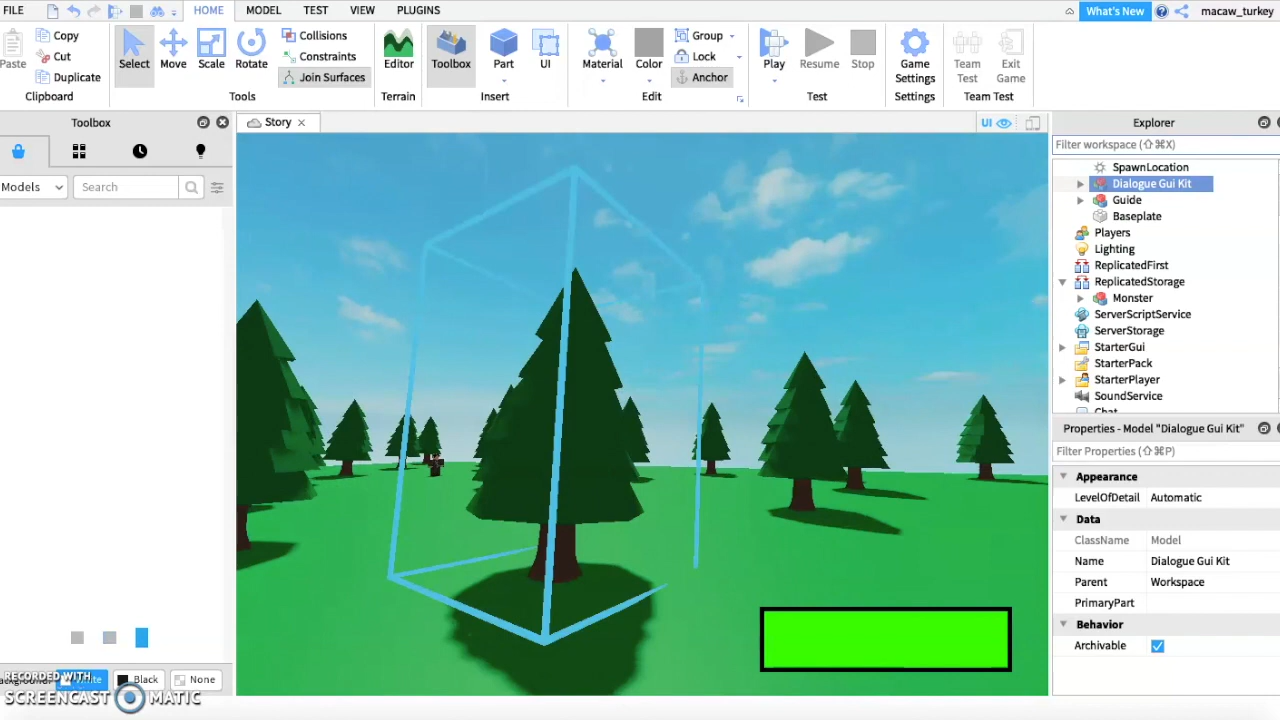 FILE HOME MODEL TEST VIEW PLUGINS What's New macaw_turkey
Paste Copy Cut Duplicate Select Move Scale Rotate Collisions Constraints Join Surfaces Editor Toolbox Part UI Material Color Group Lock Anchor Play Resume Stop Game Settings Team Test Exit Game
Clipboard Tools Terrain Insert Edit Test Settings Team Test
Toolbox
Story
UI
Explorer
Filter workspace (⇧⌘X)
Models Search
SpawnLocation
Dialogue Gui Kit
Guide
Baseplate
Players
Lighting
ReplicatedFirst
ReplicatedStorage
Monster
ServerScriptService
ServerStorage
StarterGui
StarterPack
StarterPlayer
SoundService
Chat
Properties - Model "Dialogue Gui Kit"
Filter Properties (⇧⌘P)
Appearance
LevelOfDetail Automatic
Data
ClassName Model
Name Dialogue Gui Kit
Parent Workspace
PrimaryPart
Behavior
Archivable
Black None
RECORDED WITH
SCREENCAST MATIC